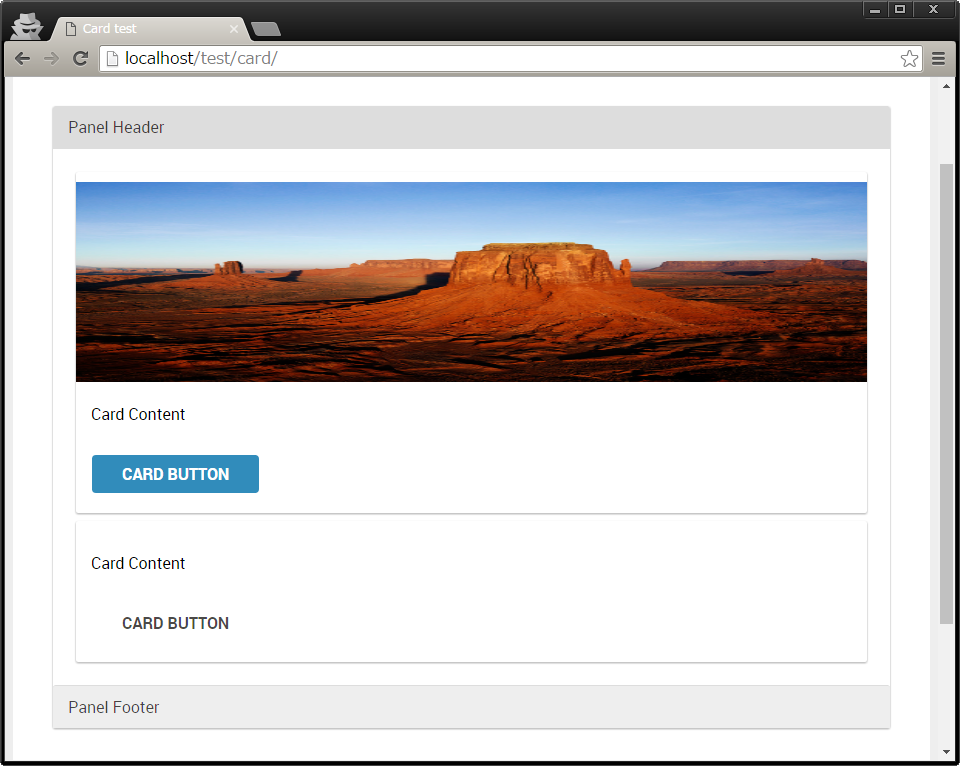 Card test
localhost/test/card/
Panel Header
Card Content
CARD BUTTON
Card Content
CARD BUTTON
Panel Footer